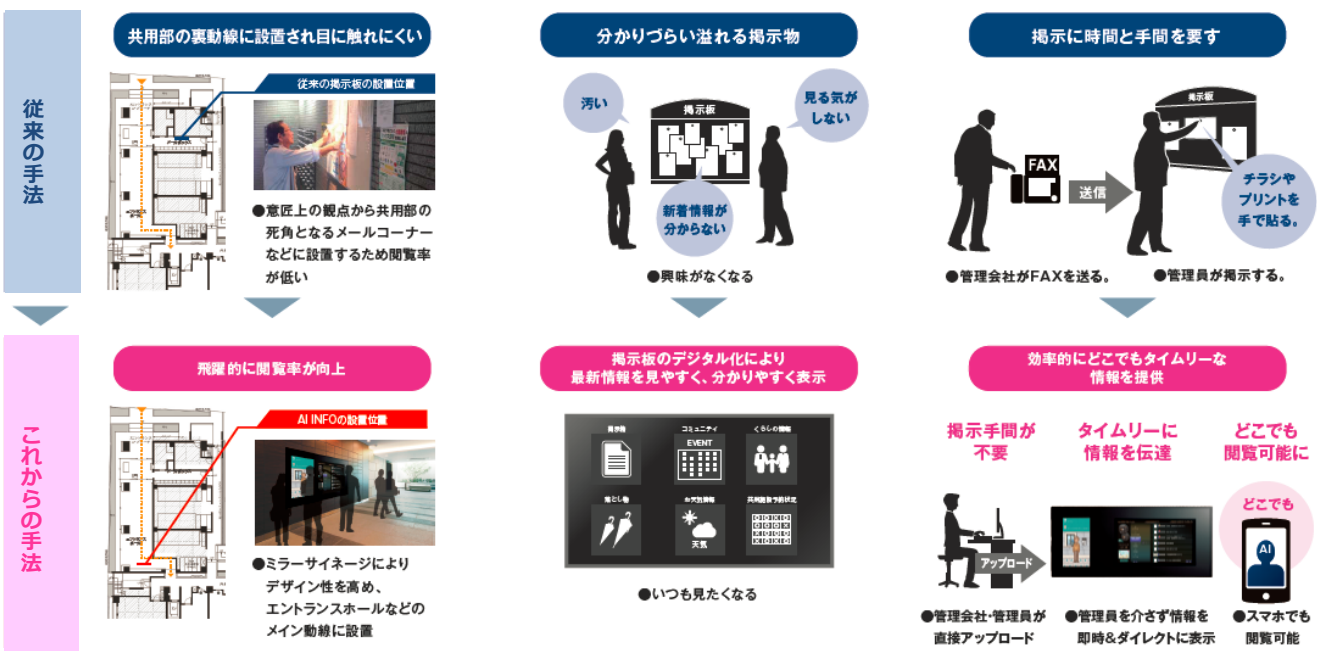 従来の手法
共用部の裏動線に設置され目に触れにくい
従来の掲示板の設置位置
●意匠上の観点から共用部の
死角となるメールコーナー
などに設置するため閲覧率
が低い
分かりづらい溢れる掲示物
汚い
掲示板
見る気が
しない
新着情報が
分からない
●興味がなくなる
掲示に時間と手間を要す
FAX
送信
掲示板
チラシや
プリントを
手で貼る。
●管理会社がFAXを送る。
●管理員が掲示する。
これからの手法
飛躍的に閲覧率が向上
AI INFOの設置位置
●ミラーサイネージにより
デザイン性を高め、
エントランスホールなどの
メイン動線に設置
掲示板のデジタル化により
最新情報を見やすく、分かりやすく表示
掲示物
コミュニティ
くらしの情報
EVENT
落とし物
お天気情報
共用施設予約状況
天気
●いつも見たくなる
効率的にどこでもタイムリーな
情報を提供
掲示手間が
不要
タイムリーに
情報を伝達
どこでも
閲覧可能に
アップロード
どこでも
AI
●管理会社・管理員が
直接アップロード
●管理員を介さず情報を
即時&ダイレクトに表示
●スマホでも
閲覧可能